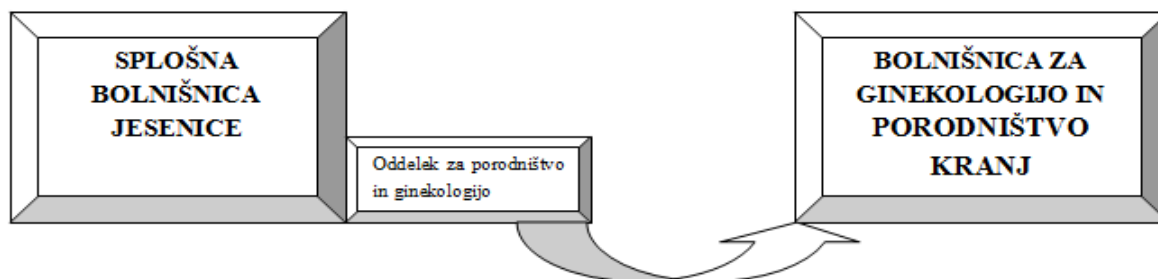 SPLOŠNA
BOLNIŠNICA
JESENICE
Oddelek za porodništvo
in ginekologijo
BOLNIŠNICA ZA
GINEKOLOGIJO IN
PORODNIŠTVO
KRANJ